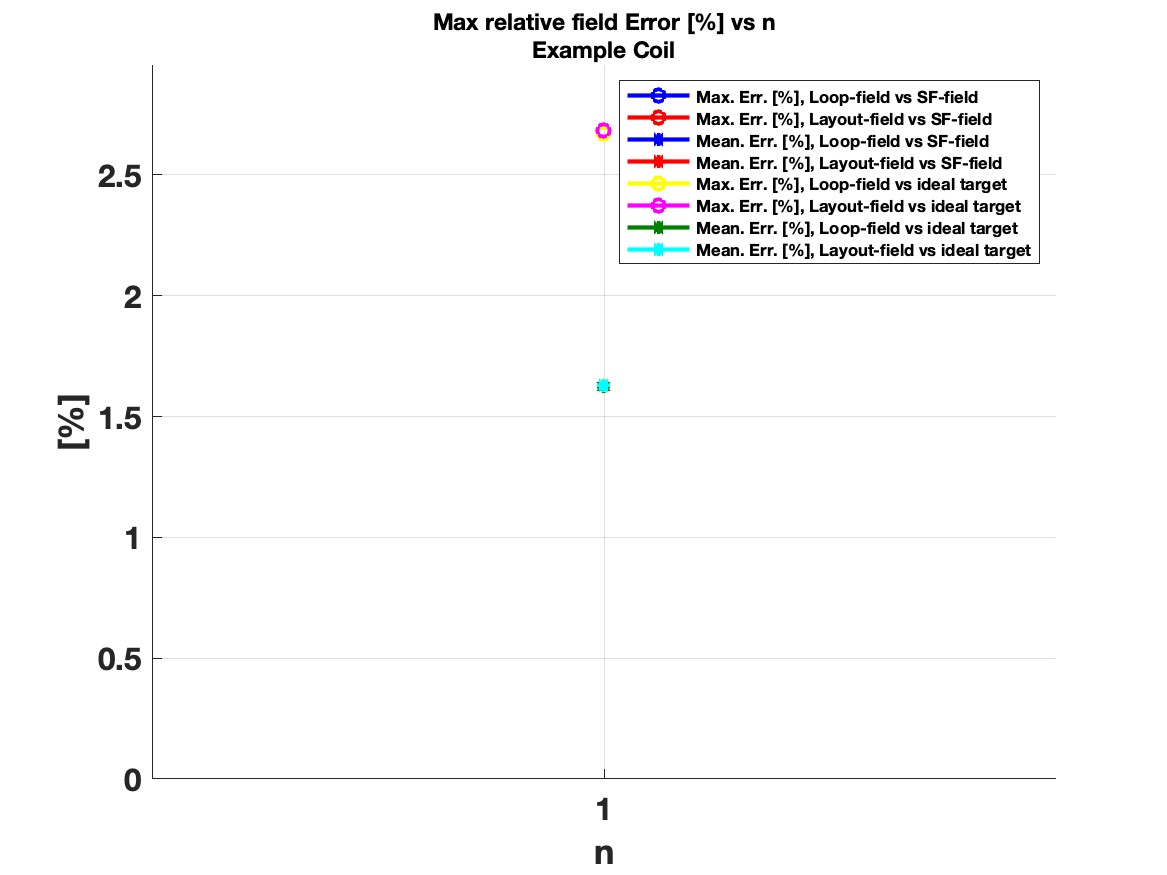 Max relative field Error [%] vs n
Example Coil
Max. Err. [%], Loop-field vs SF-field
Max. Err. [%], Layout-field vs SF-field
Mean. Err. [%], Loop-field vs SF-field
Mean. Err. [%], Layout-field vs SF-field
Max. Err. [%], Loop-field vs ideal target
Max. Err. [%], Layout-field vs ideal target
Mean. Err. [%], Loop-field vs ideal target
Mean. Err. [%], Layout-field vs ideal target
2.5
2
1.5
1
0.5
0
[%]
1
n